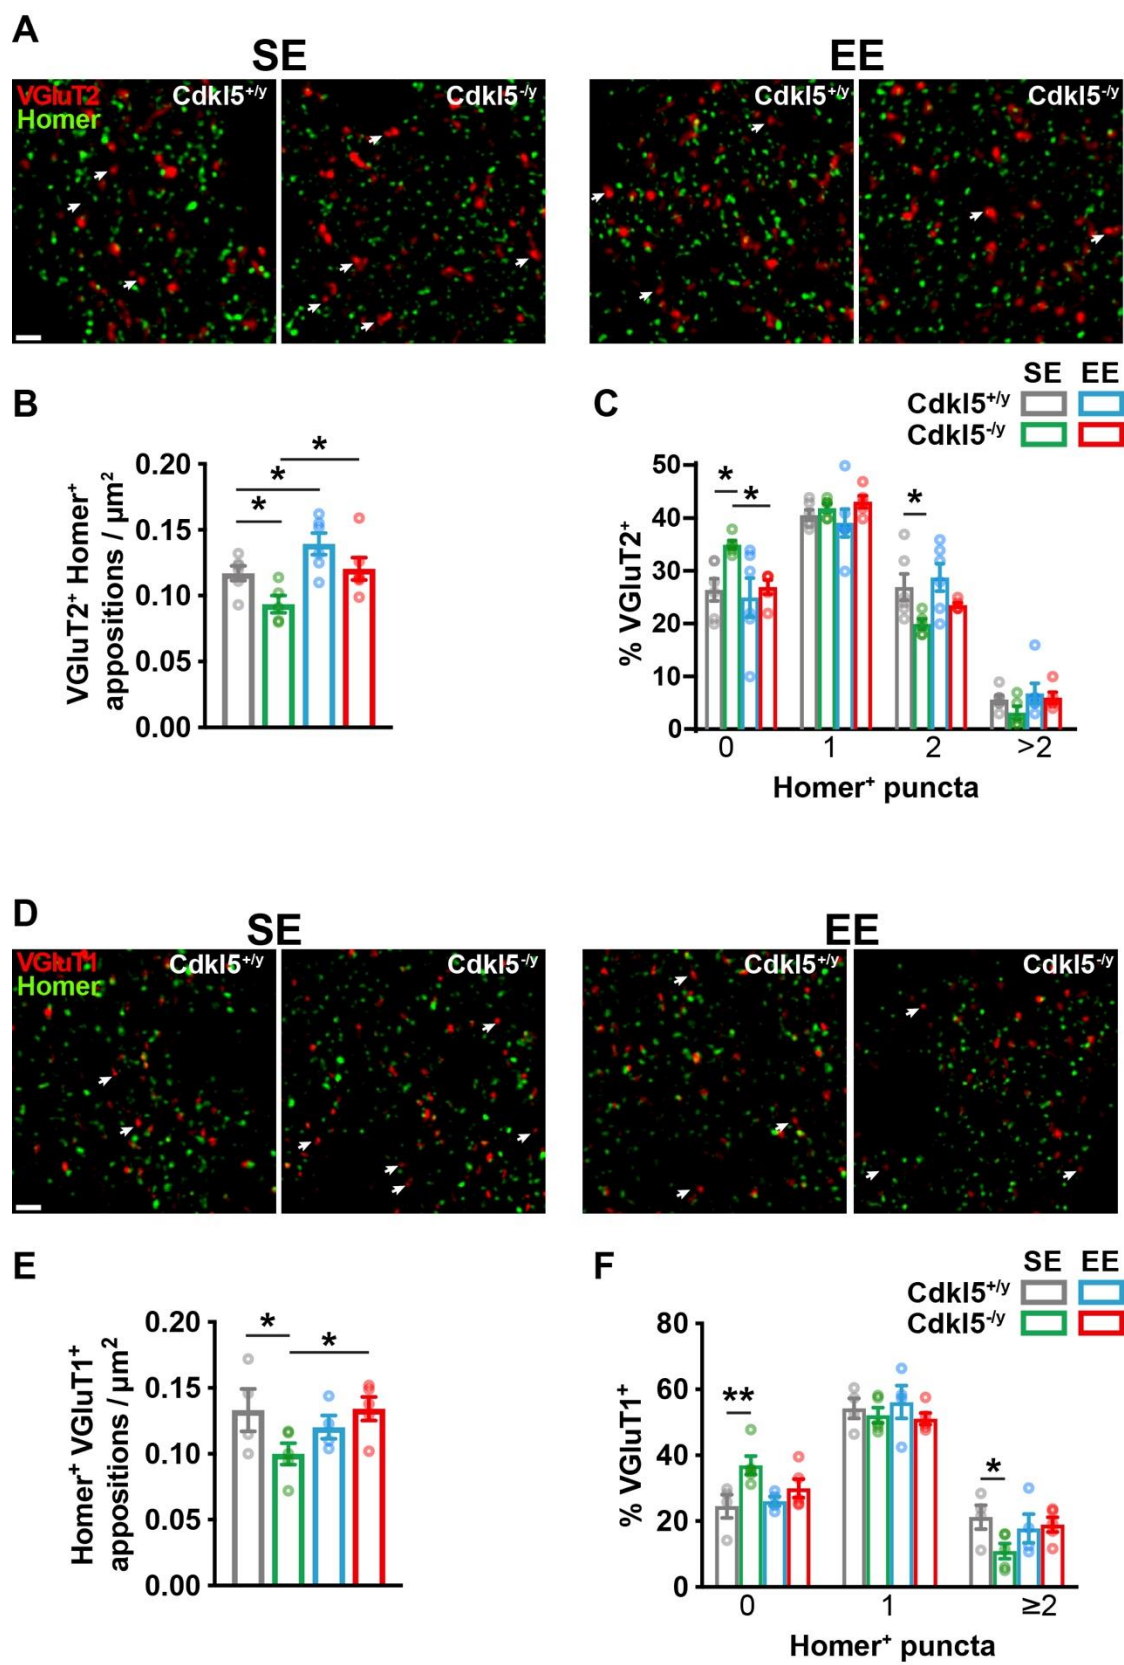 A
SE EE
VGluT2 Cdkl5+/y Cdkl5-/y Cdkl5+/y Cdkl5-/y
Homer
B
VGluT2+ Homer+
appositions / µm2
0.20
0.15
0.10
0.05
0.00
* * *
C
SE EE
Cdkl5+/y
Cdkl5-/y
% VGluT2+
50
40
30
20
10
0
* * *
0 1 2 >2
Homer+ puncta
D
SE EE
VGluT1 Cdkl5+/y Cdkl5-/y Cdkl5+/y Cdkl5-/y
Homer
E
Homer+ VGluT1+
appositions / µm2
0.20
0.15
0.10
0.05
0.00
* *
F
SE EE
Cdkl5+/y
Cdkl5-/y
% VGluT1+
80
60
40
20
0
** *
0 1 ≥2
Homer+ puncta